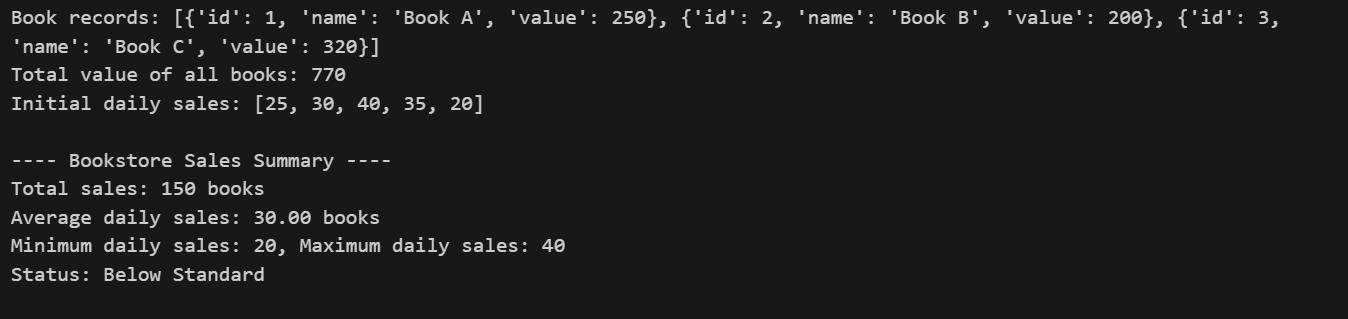 Book records: [{'id': 1, 'name': 'Book A', 'value': 250}, {'id': 2, 'name': 'Book B', 'value': 200}, {'id': 3,
'name': 'Book C', 'value': 320}]
Total value of all books: 770
Initial daily sales: [25, 30, 40, 35, 20]
---- Bookstore Sales Summary ----
Total sales: 150 books
Average daily sales: 30.00 books
Minimum daily sales: 20, Maximum daily sales: 40
Status: Below Standard